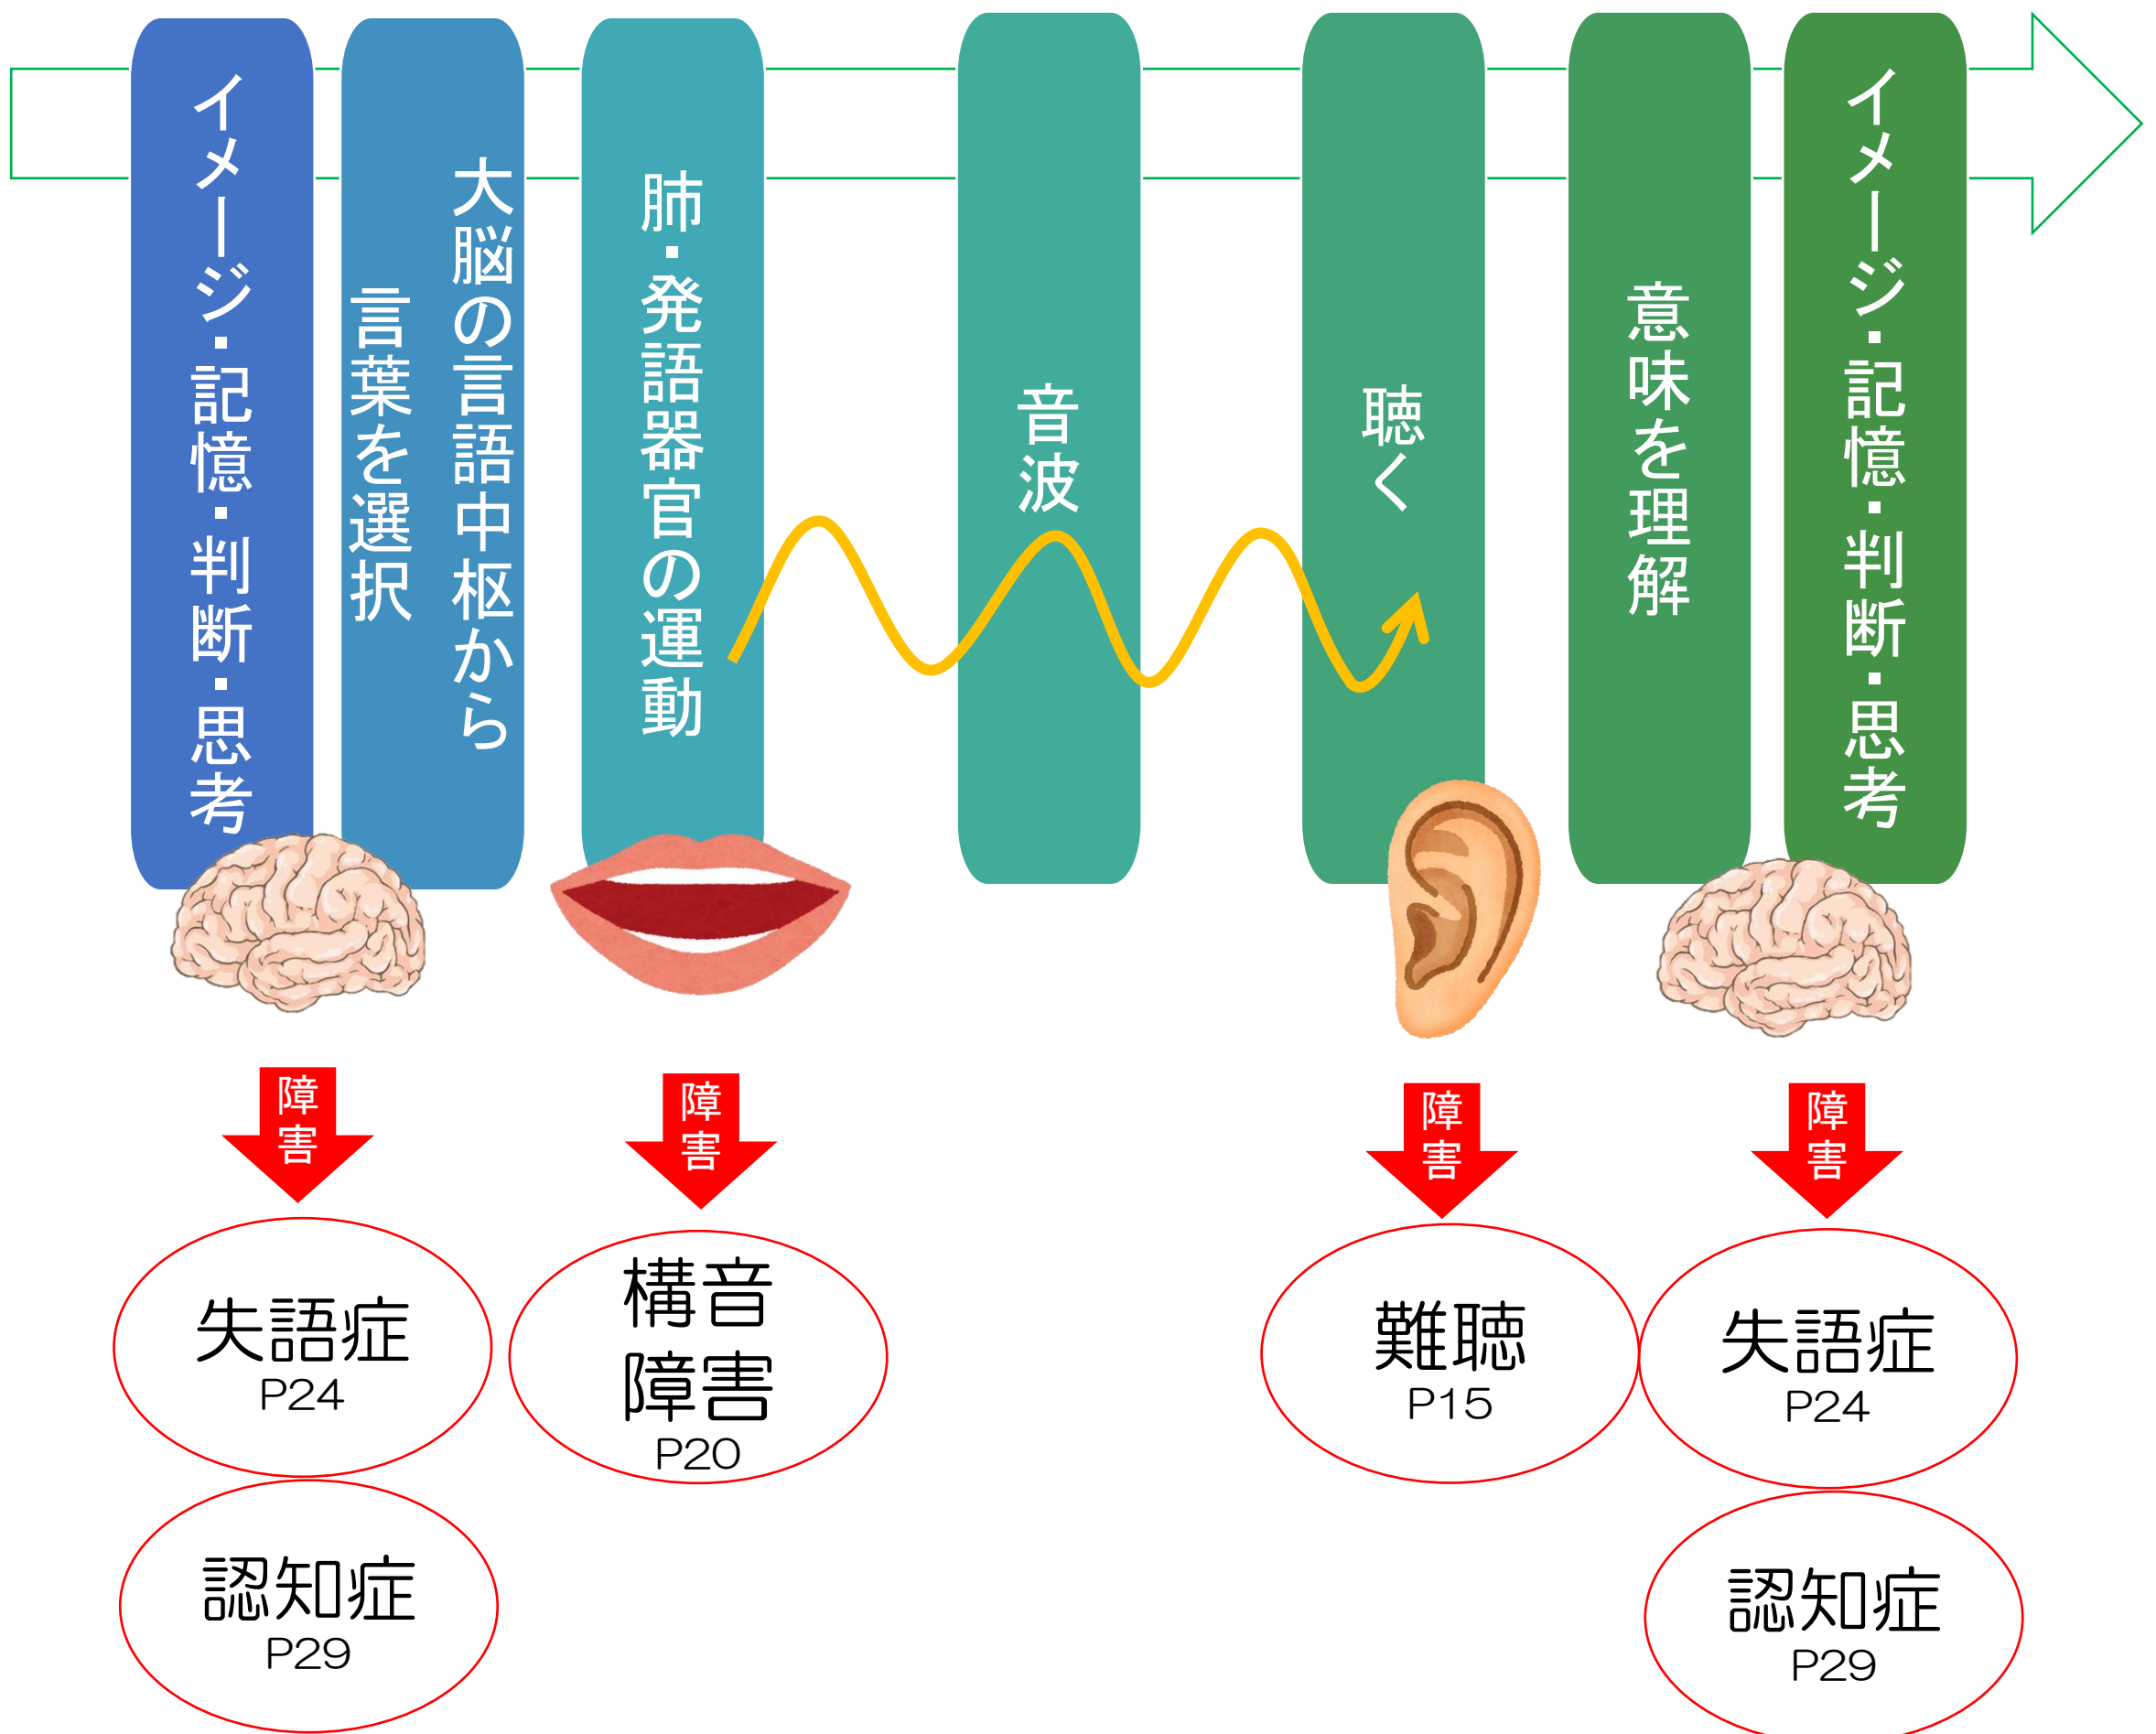 イメージ・記憶・判断・思考
大脳の言語中枢から
言葉を選択
肺・発語器官の運動
音波
聴く
意味を理解
イメージ・記憶・判断・思考
障害
障害
障害
障害
失語症
P24
構音
障害
P20
難聴
P15
失語症
P24
認知症
P29
認知症
P29